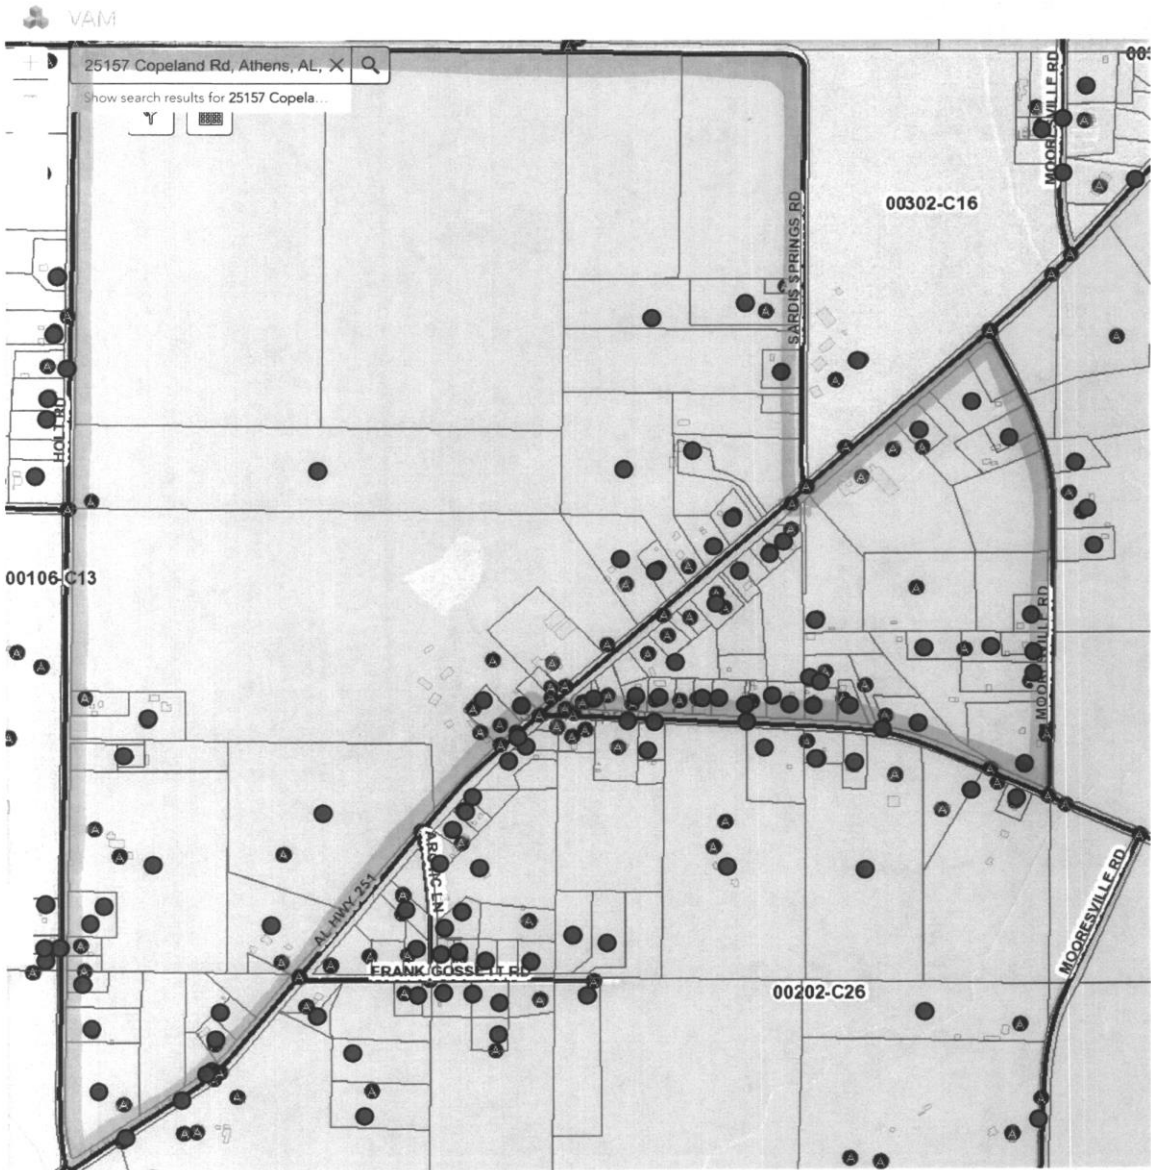 VAM
25157 Copeland Rd, Athens, AL,
Show search results for 25157 Copela...
MOORESVILLE RD
00302-C16
SARDIS SPRINGS RD
HOLT RD
00106-C13
MOORESVILLE RD
AL HWY 251
MOORESVILLE RD
FRANK GOSSETT RD
00202-C26